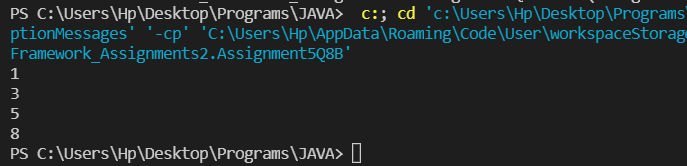 PS C:\Users\Hp\Desktop\Programs\JAVA>  c:; cd 'c:\Users\Hp\Desktop\Programs
ptionMessages' '-cp' 'C:\Users\Hp\AppData\Roaming\Code\User\workspaceStorage
Framework_Assignments2.Assignment5Q8B'
1
3
5
8
PS C:\Users\Hp\Desktop\Programs\JAVA>